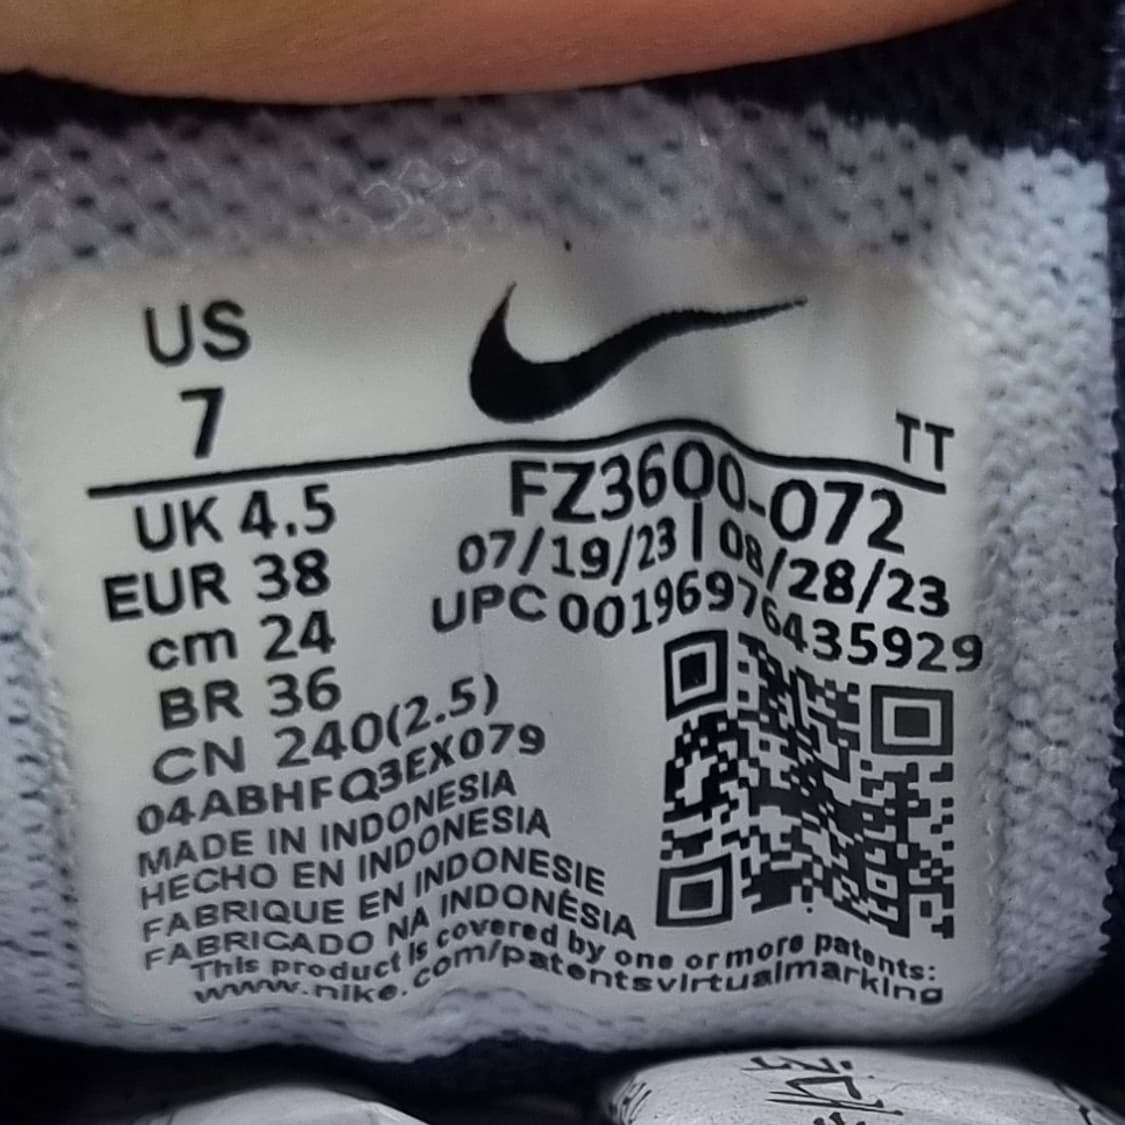 US
7
TT
UK 4.5
EUR 38
cm 24
BR 36
CN 240(2.5)
FZ3600-072
07/19/23 | 08/28/23
UPC 00196976435929
04ABHFQ3EX079
MADE IN INDONESIA
HECHO EN INDONESIA
FABRIQUE EN INDONESIE
FABRICADO NA INDONÉSIA
This product is covered by one or more patents:
www.nike.com/patentsvirtualmarking